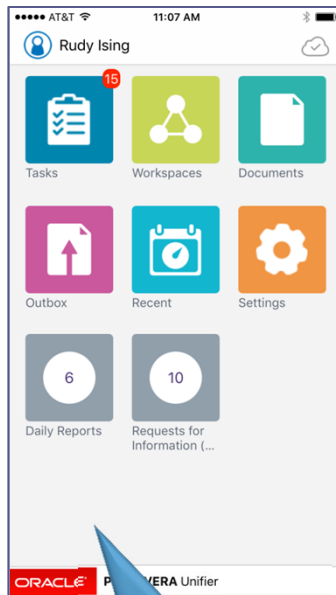 AT&T 11:07 AM
Rudy Ising
15
Tasks Workspaces Documents
Outbox Recent Settings
6 10
Daily Reports Requests for
Information (...
ORACLE VERA Unifier